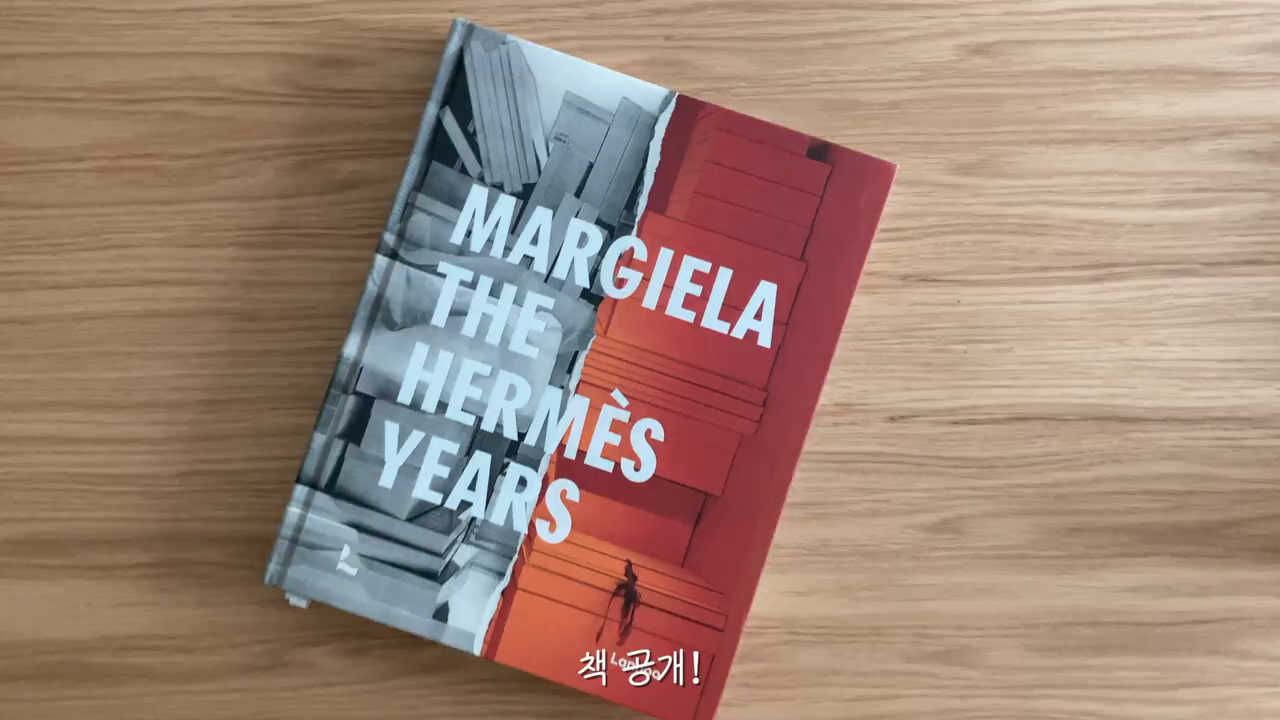 MARGIELA
THE
HERMÈS
YEARS
책 공개!